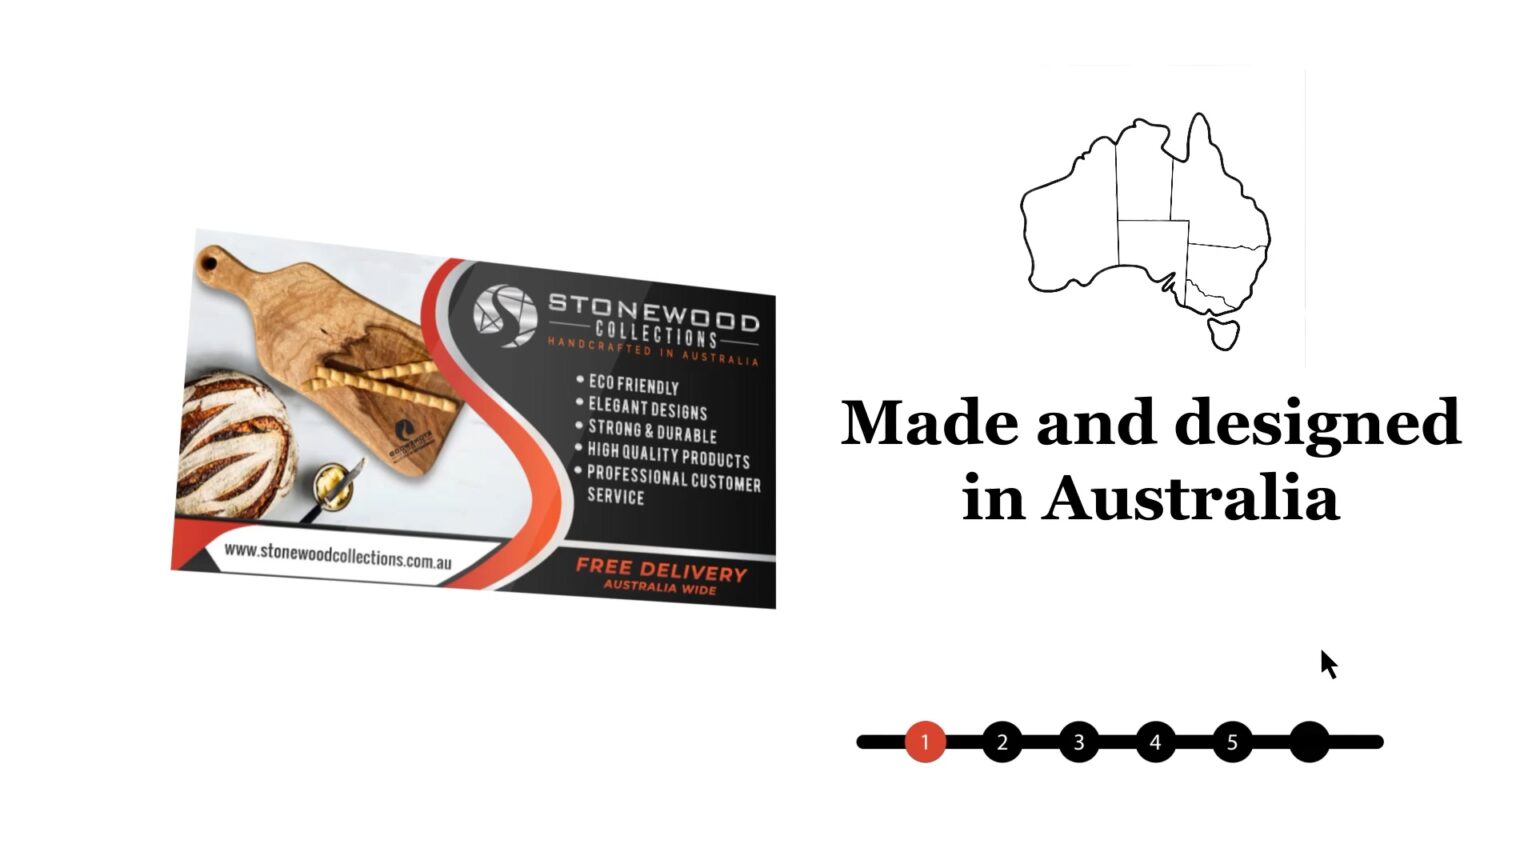 STONEWOOD
COLLECTIONS
HANDCRAFTED IN AUSTRALIA
• ECO FRIENDLY
• ELEGANT DESIGNS
• STRONG & DURABLE
• HIGH QUALITY PRODUCTS
• PROFESSIONAL CUSTOMER
SERVICE
www.stonewoodcollections.com.au
FREE DELIVERY
AUSTRALIA WIDE
Made and designed
in Australia
1 2 3 4 5